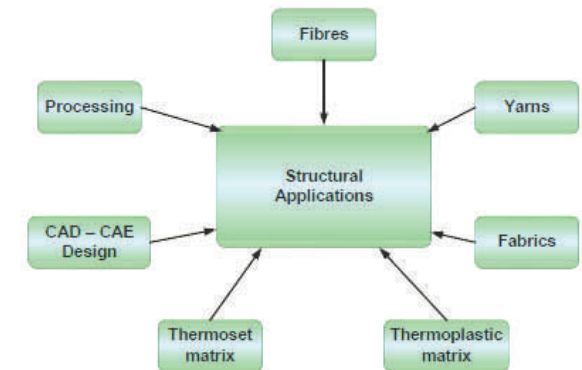 Fibres
Processing
Yarns
Structural
Applications
CAD – CAE
Design
Fabrics
Thermoset
matrix
Thermoplastic
matrix